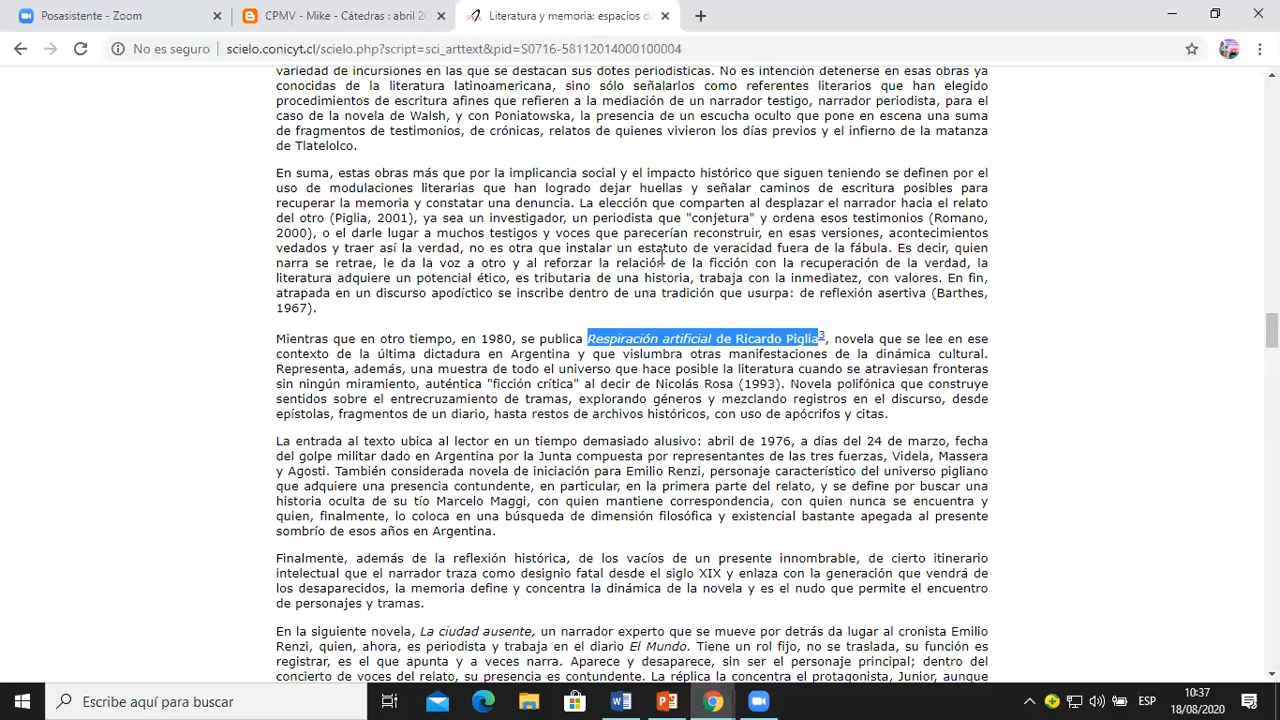 Posasistente - Zoom
CPMV - Mike - Cátedras : abril 20
Literatura y memoria: espacios de
No es seguro
scielo.conicyt.cl/scielo.php?script=sci_arttext&pid=S0716-58112014000100004
variedad de incursiones en las que se destacan sus dotes periodísticas. No es intención detenerse en esas obras ya
conocidas de la literatura latinoamericana, sino sólo señalarlos como referentes literarios que han elegido
procedimientos de escritura afines que refieren a la mediación de un narrador testigo, narrador periodista, para el
caso de la novela de Walsh, y con Poniatowska, la presencia de un escucha oculto que pone en escena una suma
de fragmentos de testimonios, de crónicas, relatos de quienes vivieron los días previos y el infierno de la matanza
de Tlatelolco.
En suma, estas obras más que por la implicancia social y el impacto histórico que siguen teniendo se definen por el
uso de modulaciones literarias que han logrado dejar huellas y señalar caminos de escritura posibles para
recuperar la memoria y constatar una denuncia. La elección que comparten al desplazar el narrador hacia el relato
del otro (Piglia, 2001), ya sea un investigador, un periodista que "conjetura" y ordena esos testimonios (Romano,
2000), o el darle lugar a muchos testigos y voces que parecerían reconstruir, en esas versiones, acontecimientos
vedados y traer así la verdad, no es otra que instalar un estatuto de veracidad fuera de la fábula. Es decir, quien
narra se retrae, le da la voz a otro y al reforzar la relación de la ficción con la recuperación de la verdad, la
literatura adquiere un potencial ético, es tributaria de una historia, trabaja con la inmediatez, con valores. En fin,
atrapada en un discurso apodíctico se inscribe dentro de una tradición que usurpa: de reflexión asertiva (Barthes,
1967).
Mientras que en otro tiempo, en 1980, se publica Respiración artificial de Ricardo Piglia3, novela que se lee en ese
contexto de la última dictadura en Argentina y que vislumbra otras manifestaciones de la dinámica cultural.
Representa, además, una muestra de todo el universo que hace posible la literatura cuando se atraviesan fronteras
sin ningún miramiento, auténtica "ficción crítica" al decir de Nicolás Rosa (1993). Novela polifónica que construye
sentidos sobre el entrecruzamiento de tramas, explorando géneros y mezclando registros en el discurso, desde
epístolas, fragmentos de un diario, hasta restos de archivos históricos, con uso de apócrifos y citas.
La entrada al texto ubica al lector en un tiempo demasiado alusivo: abril de 1976, a días del 24 de marzo, fecha
del golpe militar dado en Argentina por la Junta compuesta por representantes de las tres fuerzas, Videla, Massera
y Agosti. También considerada novela de iniciación para Emilio Renzi, personaje característico del universo pigliano
que adquiere una presencia contundente, en particular, en la primera parte del relato, y se define por buscar una
historia oculta de su tío Marcelo Maggi, con quien mantiene correspondencia, con quien nunca se encuentra y
quien, finalmente, lo coloca en una búsqueda de dimensión filosófica y existencial bastante apegada al presente
sombrío de esos años en Argentina.
Finalmente, además de la reflexión histórica, de los vacíos de un presente innombrable, de cierto itinerario
intelectual que el narrador traza como designio fatal desde el siglo XIX y enlaza con la generación que vendrá de
los desaparecidos, la memoria define y concentra la dinámica de la novela y es el nudo que permite el encuentro
de personajes y tramas.
En la siguiente novela, La ciudad ausente, un narrador experto que se mueve por detrás da lugar al cronista Emilio
Renzi, quien, ahora, es periodista y trabaja en el diario El Mundo. Tiene un rol fijo, no se traslada, su función es
registrar, es el que apunta y a veces narra. Aparece y desaparece, sin ser el personaje principal; dentro del
concierto de voces del relato, su presencia es contundente. La réplica la concentra el protagonista, Junior, aunque
Escribe aquí para buscar
ESP
10:37
18/08/2020